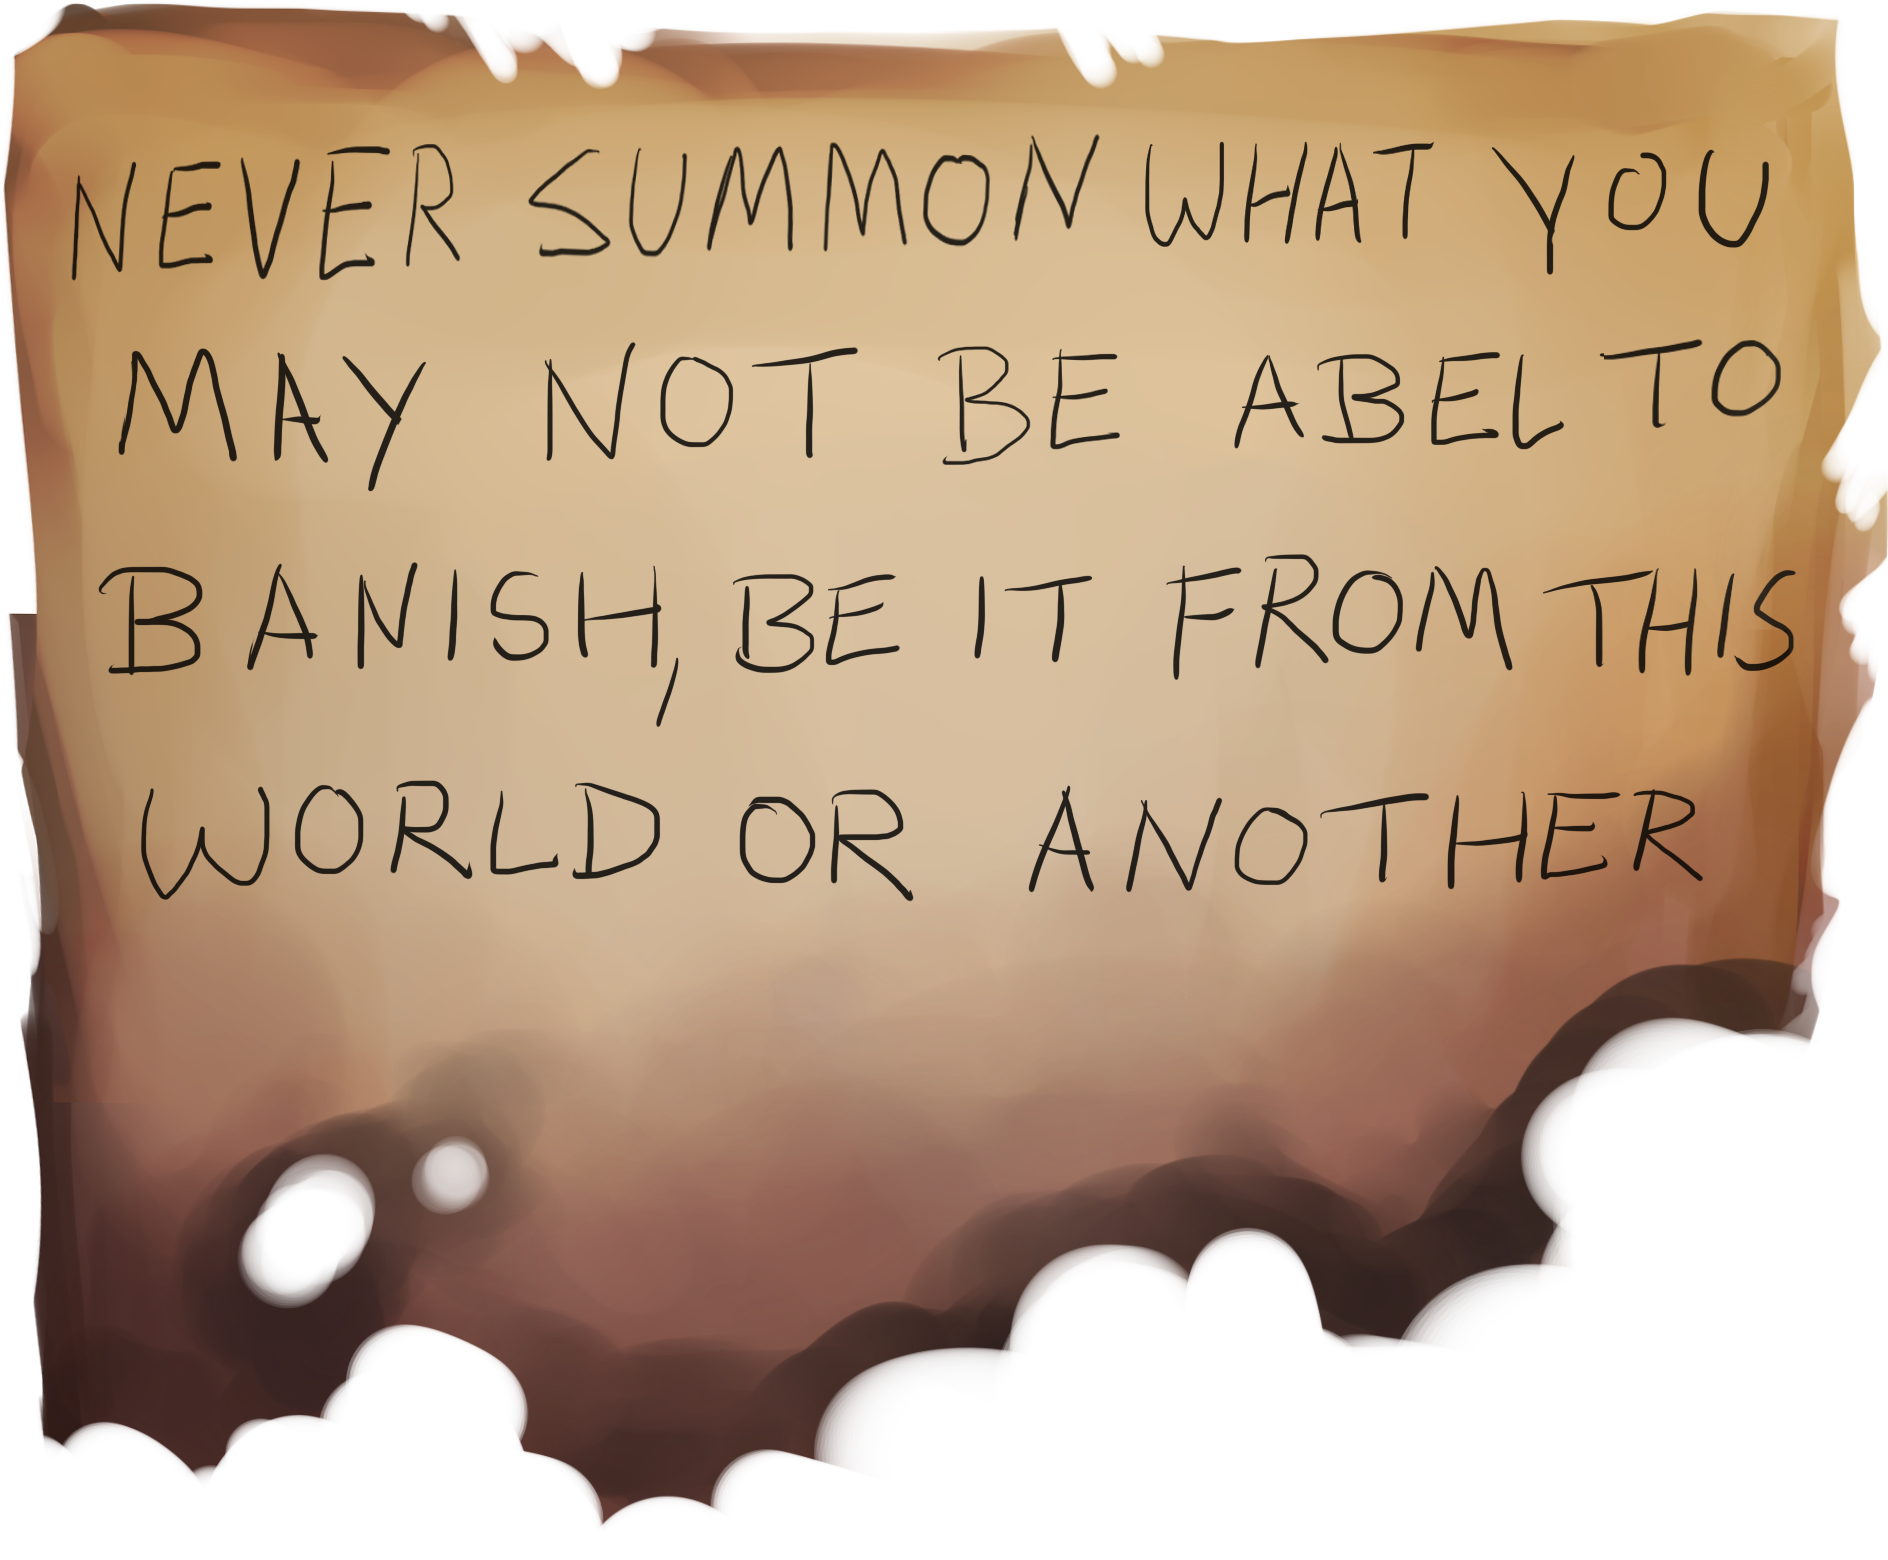 NEVER SUMMON WHAT YOU
MAY NOT BE ABEL TO
BANISH, BE IT FROM THIS
WORLD OR ANOTHER